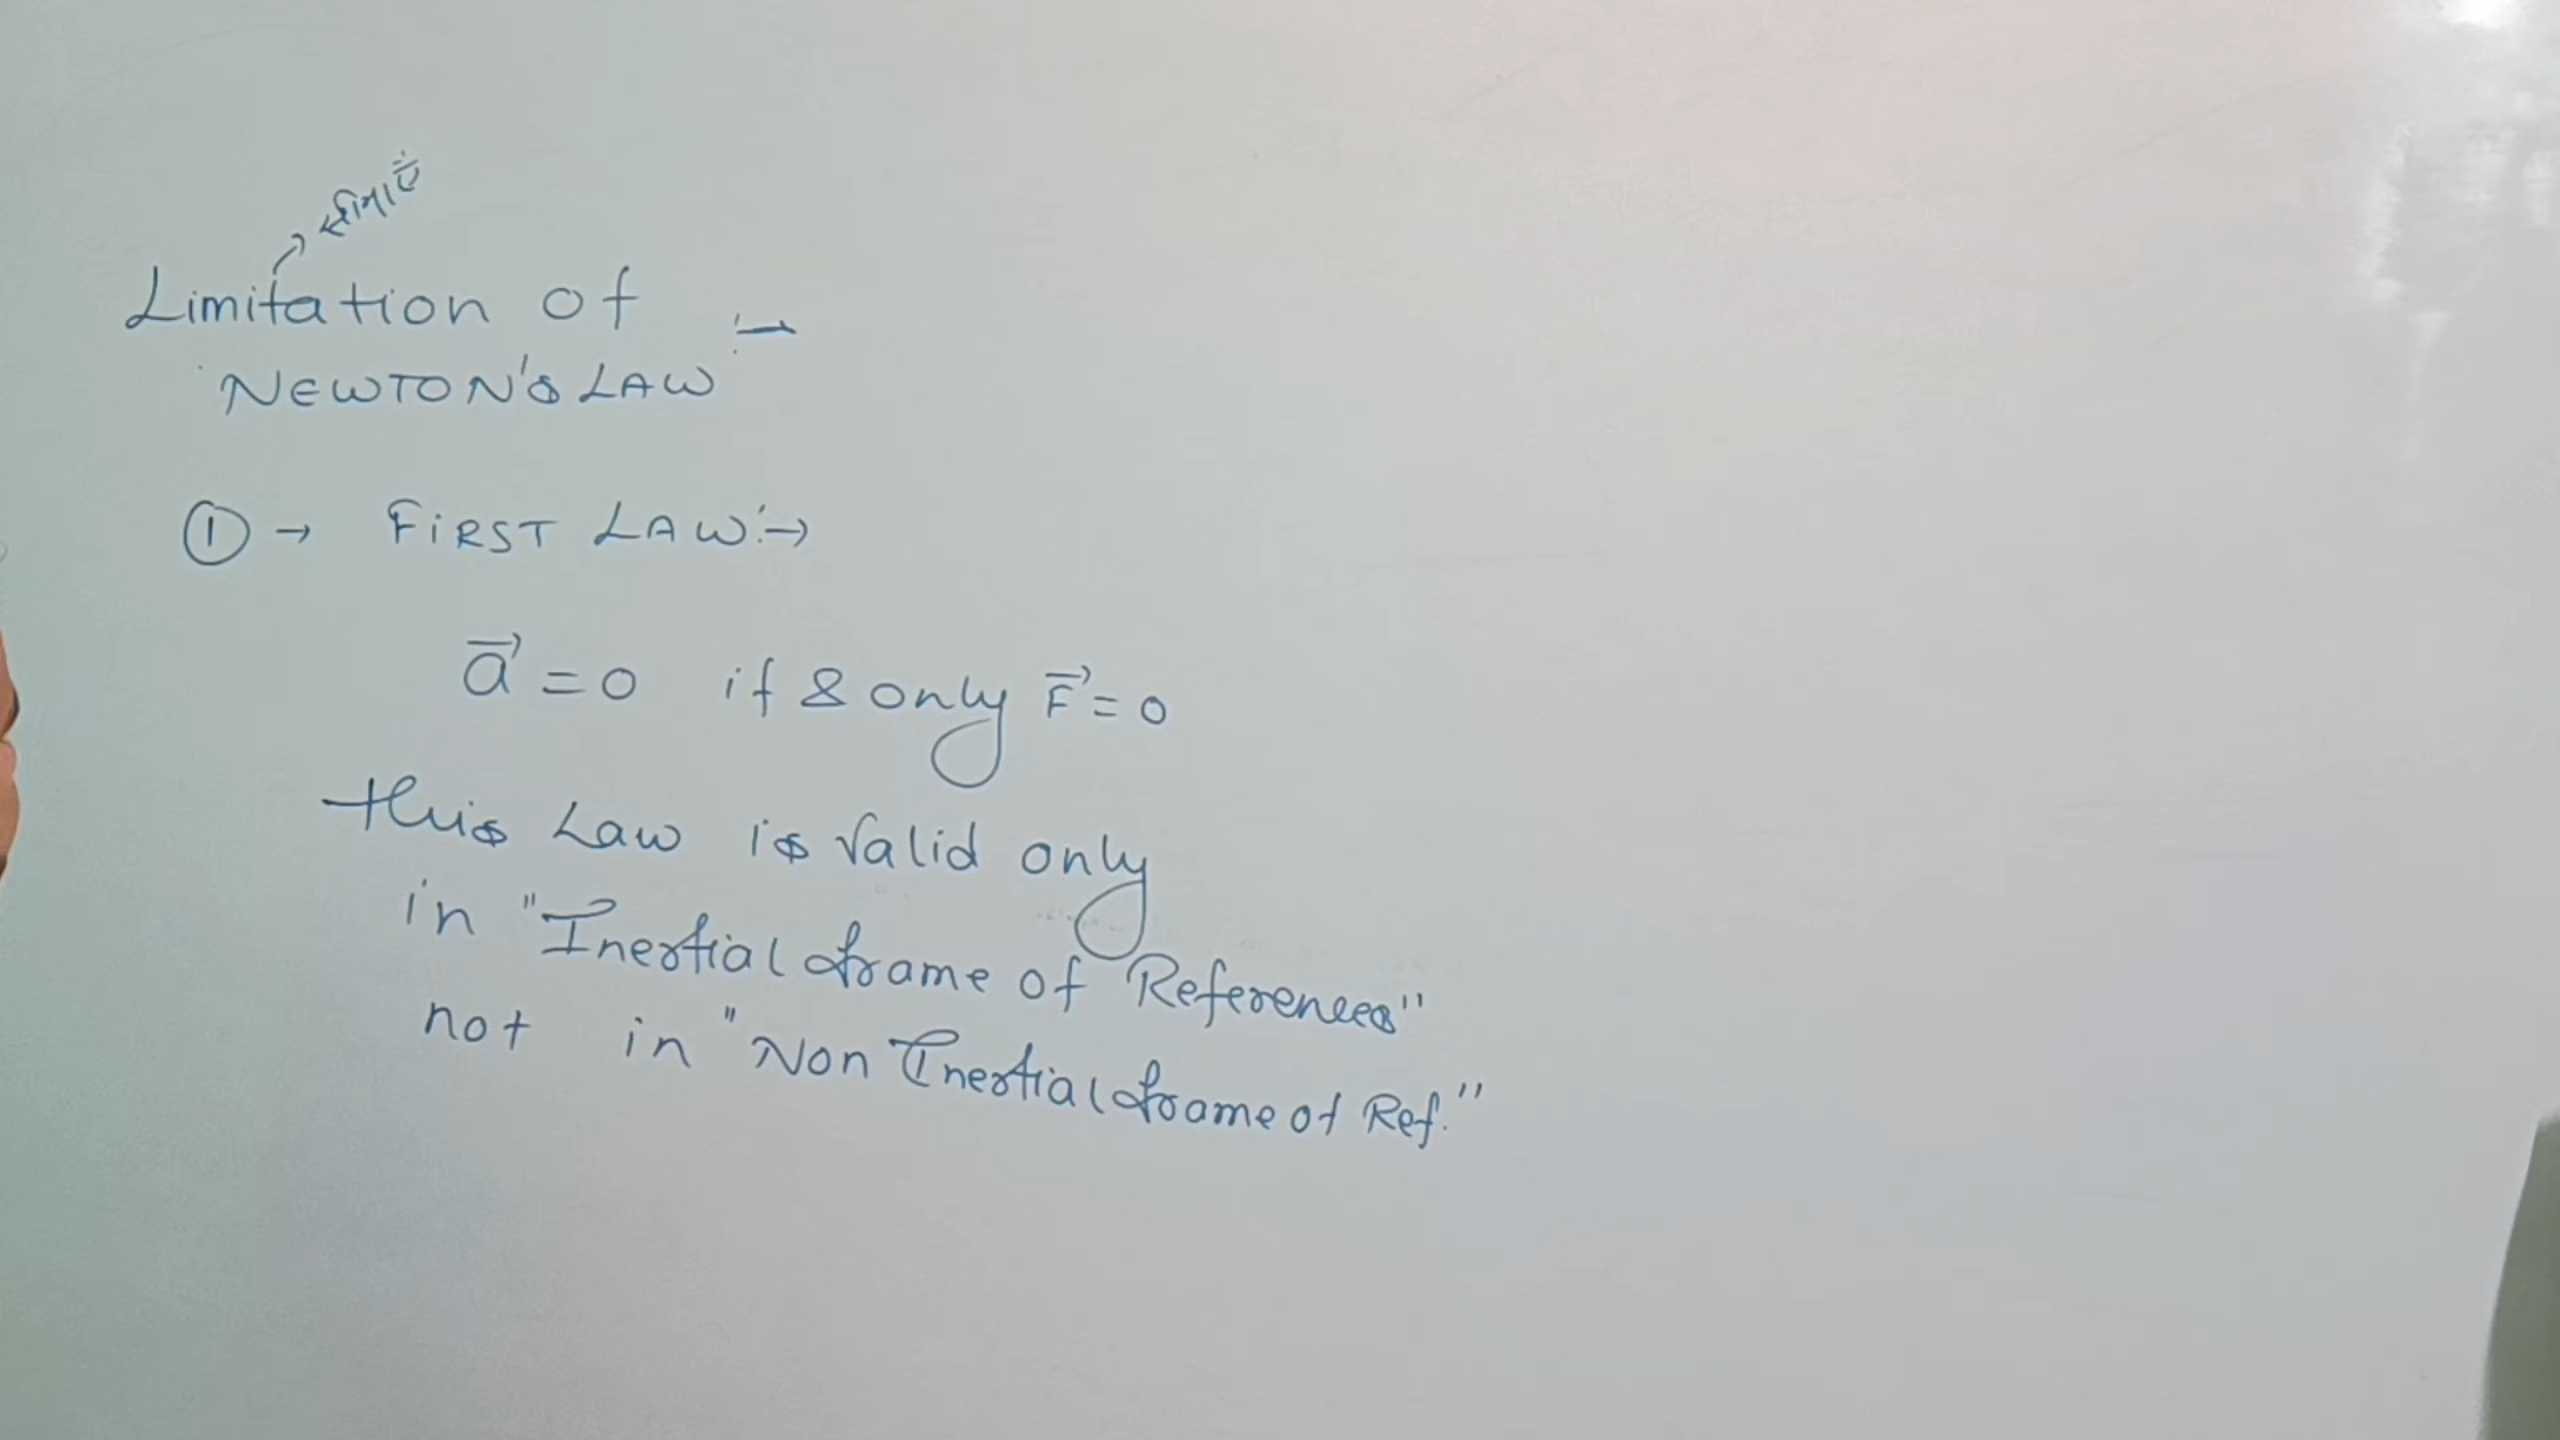 सीमाएँ
Limitation of :-
NEWTON's LAW
① → FiRST LAW:→
a⃗ = 0 if & only F⃗ = 0
this Law is valid only
in "Inertial frame of References"
not in "Non Inertial frame of Ref."